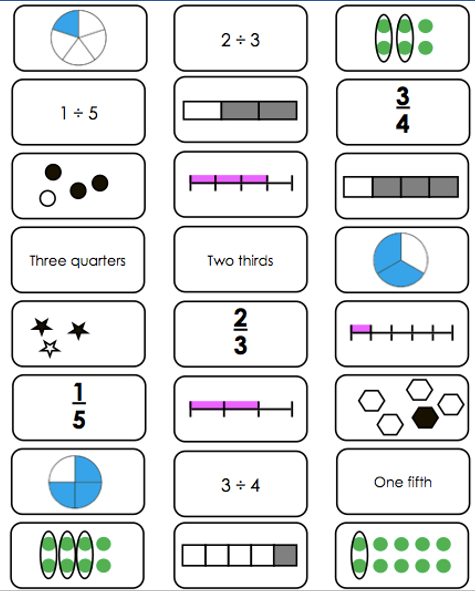 2 ÷ 3
1 ÷ 5
3
4
Three quarters
Two thirds
2
3
1
5
3 ÷ 4
One fifth